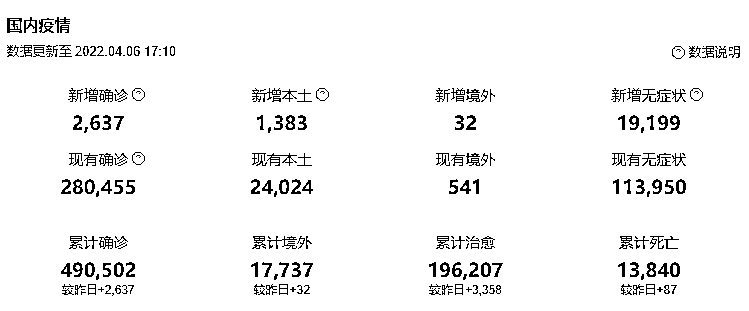 国内疫情
数据更新至 2022.04.06 17:10
? 数据说明
新增确诊 ? 新增本土 ? 新增境外 新增无症状 ?
2,637 1,383 32 19,199
现有确诊 ? 现有本土 现有境外 现有无症状
280,455 24,024 541 113,950
累计确诊 累计境外 累计治愈 累计死亡
490,502 17,737 196,207 13,840
较昨日+2,637 较昨日+32 较昨日+3,358 较昨日+87